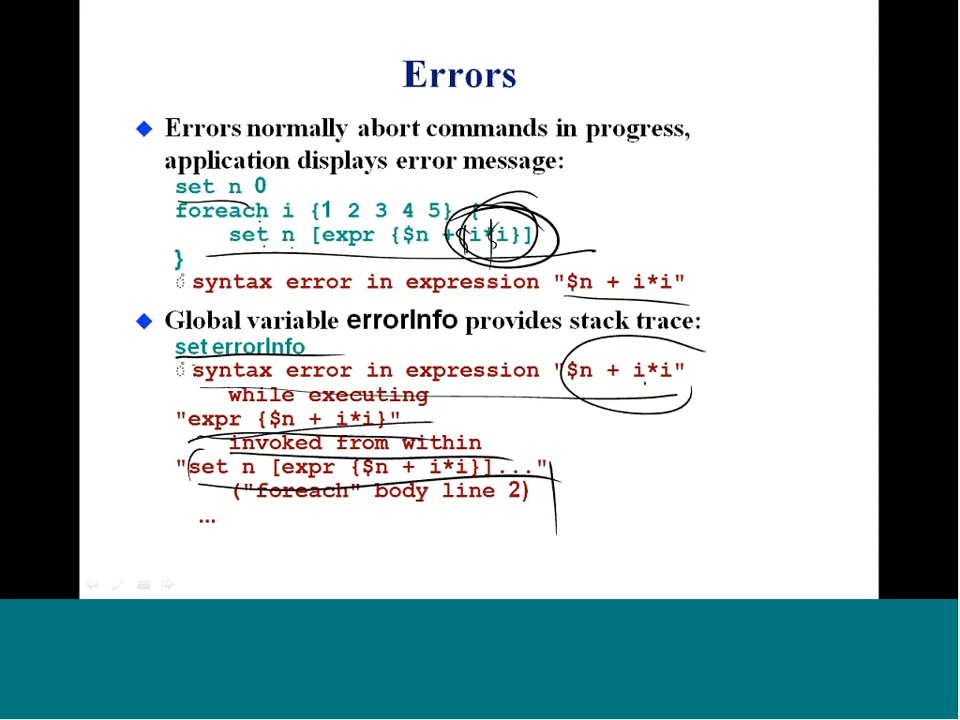 Errors
Errors normally abort commands in progress,
application displays error message:
set n 0
foreach i {1 2 3 4 5} {
set n [expr {$n + $i*$i}]
}
syntax error in expression "$n + i*i"
Global variable errorInfo provides stack trace:
set errorInfo
syntax error in expression "$n + i*i"
while executing
"expr {$n + i*i}"
invoked from within
"set n [expr {$n + i*i}]..."
("foreach" body line 2)
...